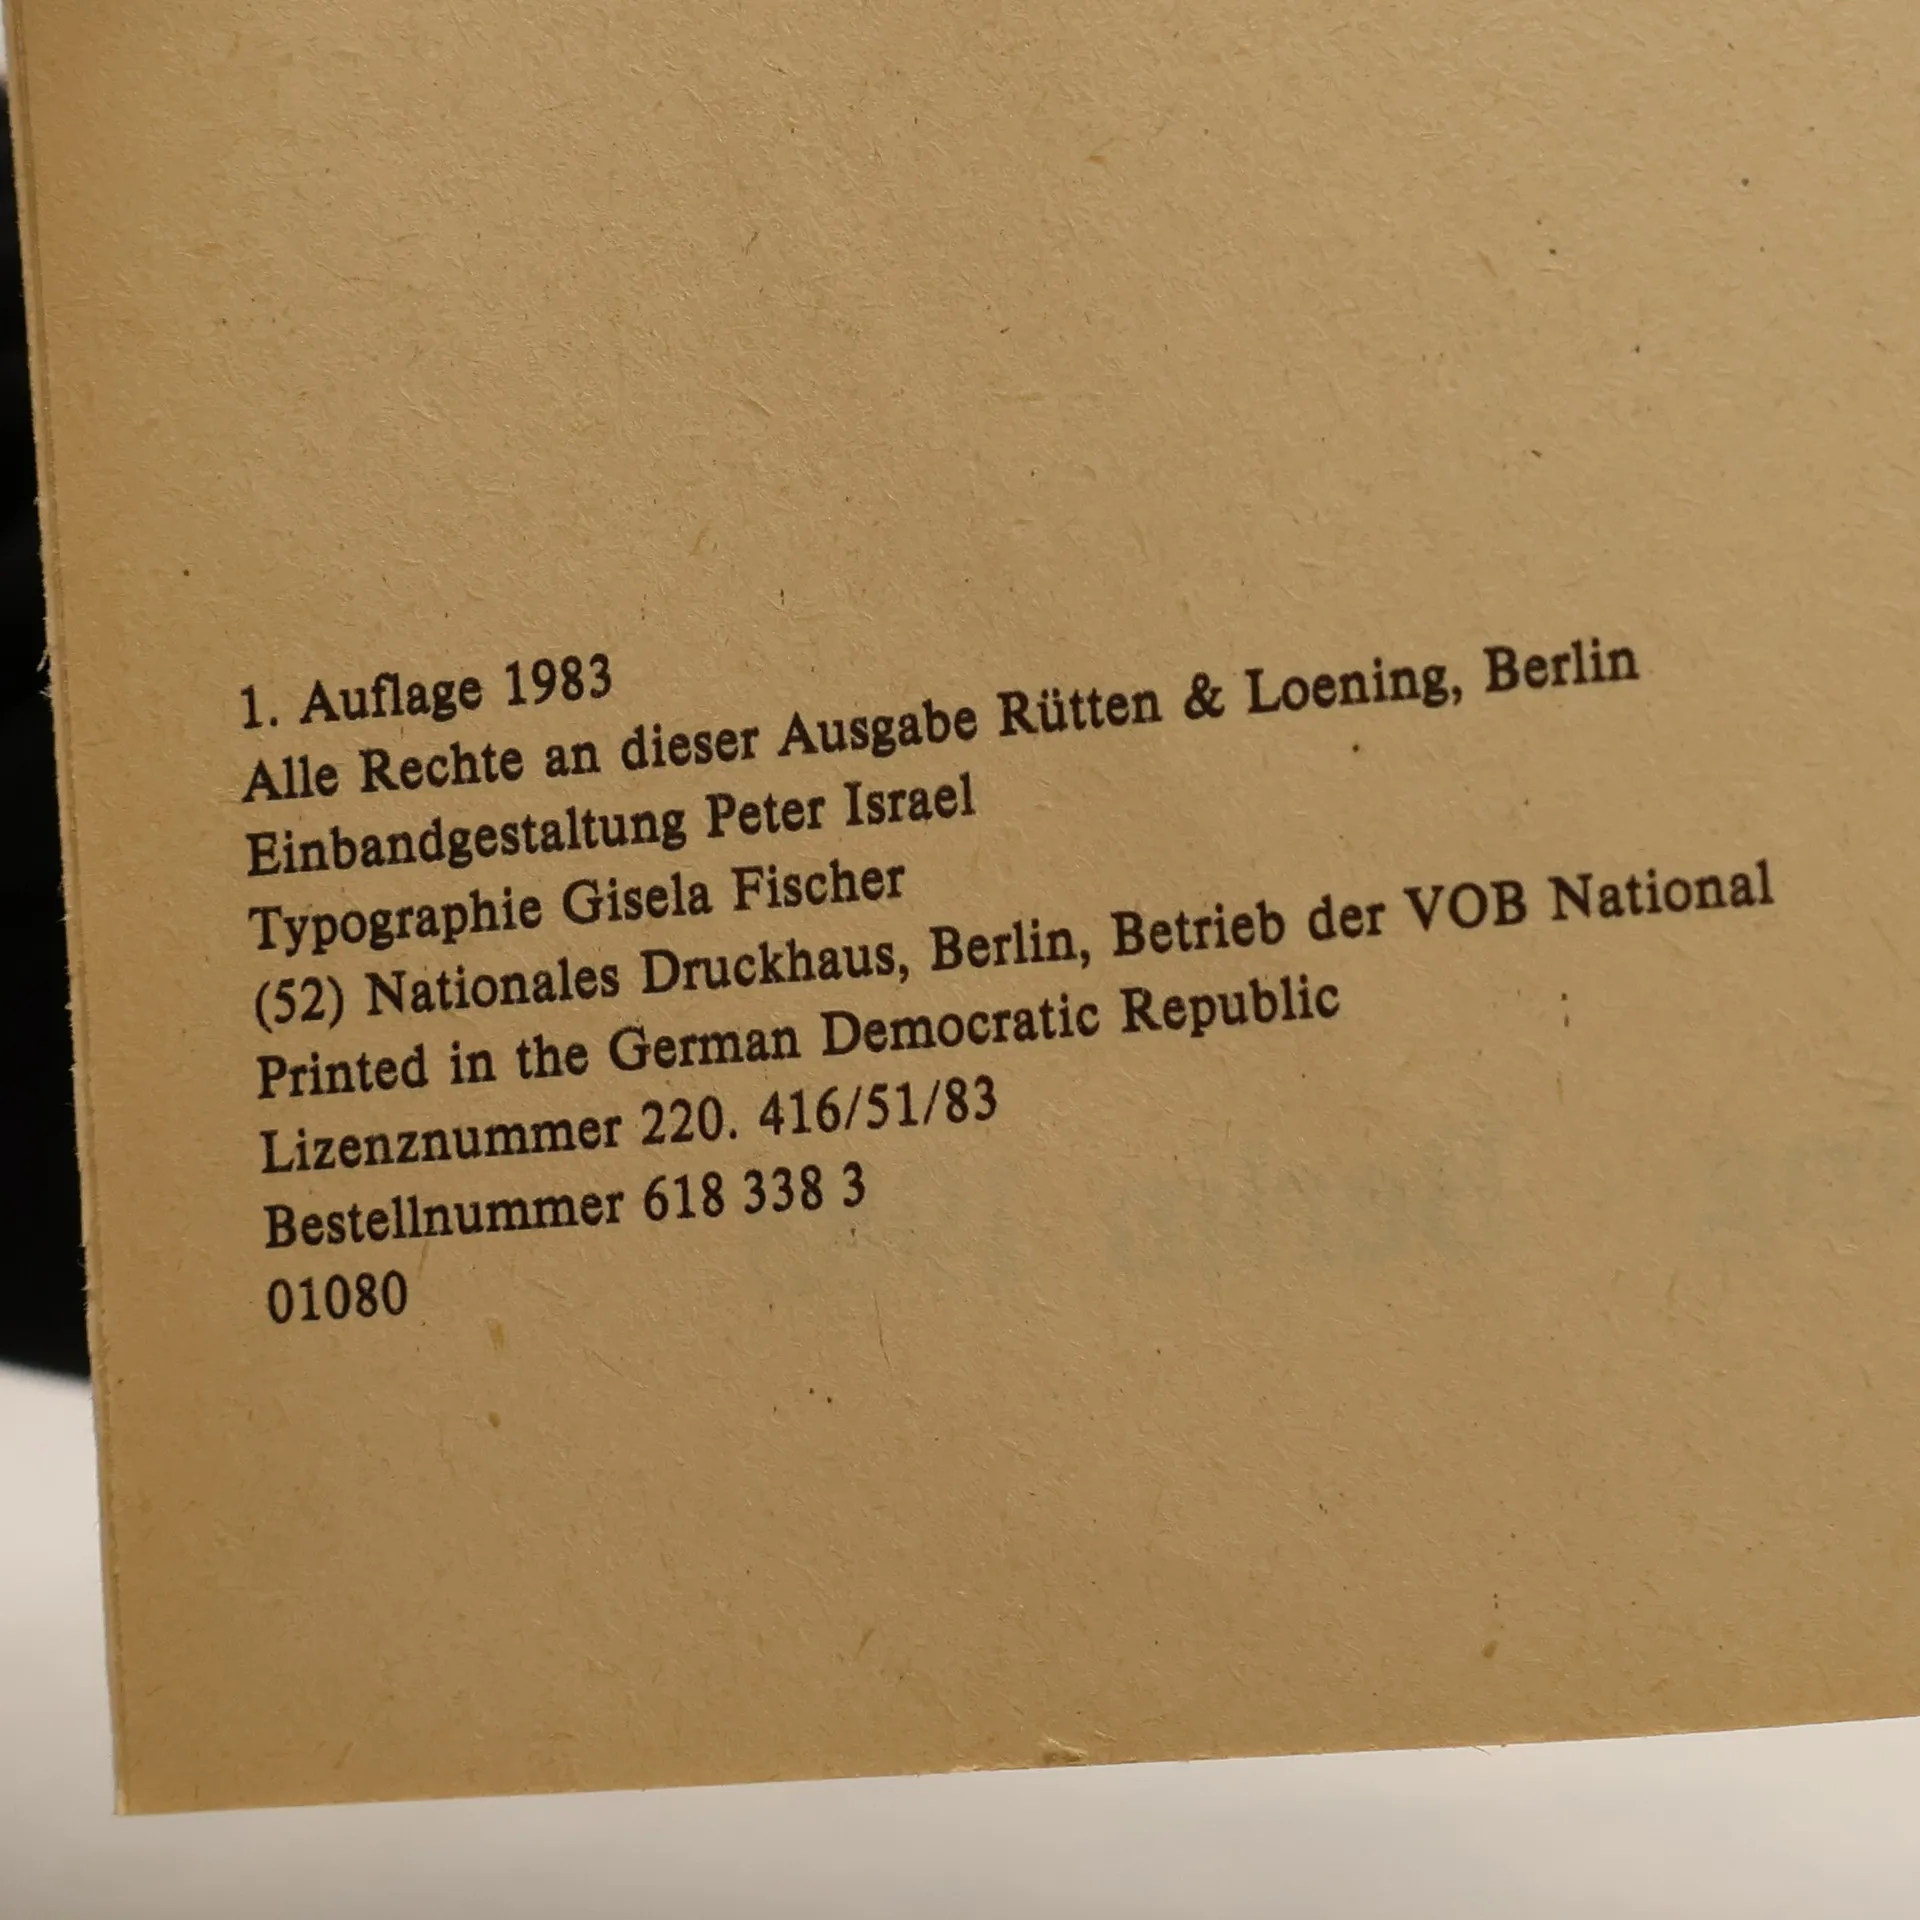 1. Auflage 1983
Alle Rechte an dieser Ausgabe Rütten & Loening, Berlin
Einbandgestaltung Peter Israel
Typographie Gisela Fischer
(52) Nationales Druckhaus, Berlin, Betrieb der VOB National
Printed in the German Democratic Republic
Lizenznummer 220. 416/51/83
Bestellnummer 618 338 3
01080